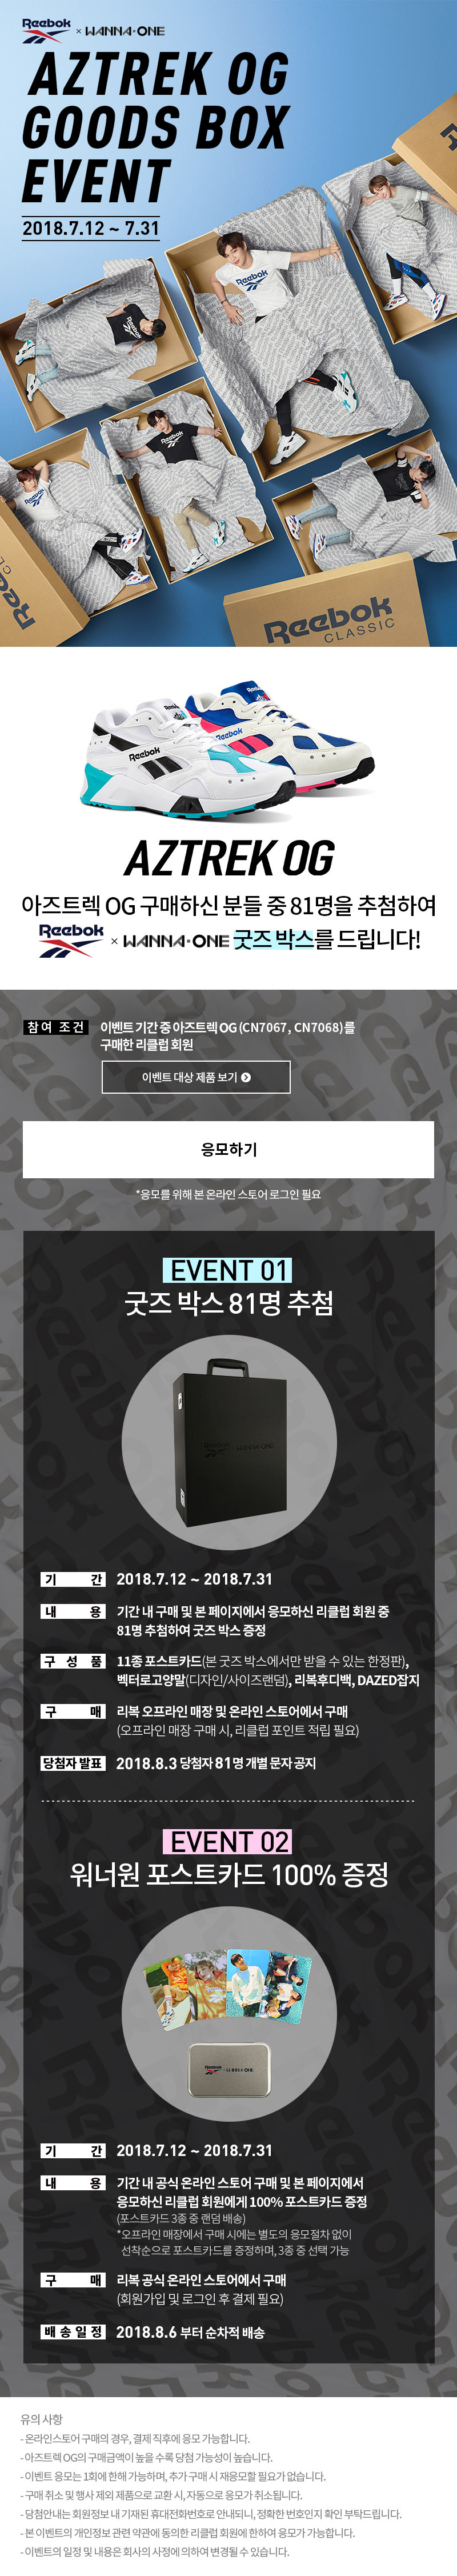 Reebok × WANNA·ONE
AZTREK OG
GOODS BOX
EVENT
2018.7.12 ~ 7.31
Reebok
Reebok
Reebok
Reebok
Reebok
CLASSIC
Reebok
AZTREK OG
아즈트렉 OG 구매하신 분들 중 81명을 추첨하여
Reebok × WANNA·ONE 굿즈 박스를 드립니다!
참여 조건 이벤트 기간 중 아즈트렉 OG (CN7067, CN7068)를
구매한 리클럽 회원
이벤트 대상 제품 보기
응모하기
*응모를 위해 본 온라인 스토어 로그인 필요
EVENT 01
굿즈 박스 81명 추첨
Reebok × WANNA·ONE
기 간 2018.7.12 ~ 2018.7.31
내 용 기간 내 구매 및 본 페이지에서 응모하신 리클럽 회원 중
81명 추첨하여 굿즈 박스 증정
구 성 품 11종 포스트카드(본 굿즈 박스에서만 받을 수 있는 한정판),
벡터로고양말(디자인/사이즈랜덤), 리복후디백, DAZED잡지
구 매 리복 오프라인 매장 및 온라인 스토어에서 구매
(오프라인 매장 구매 시, 리클럽 포인트 적립 필요)
당첨자 발표 2018.8.3 당첨자 81명 개별 문자 공지
EVENT 02
워너원 포스트카드 100% 증정
기 간 2018.7.12 ~ 2018.7.31
내 용 기간 내 공식 온라인 스토어 구매 및 본 페이지에서
응모하신 리클럽 회원에게 100% 포스트카드 증정
(포스트카드 3종 중 랜덤 배송)
*오프라인 매장에서 구매 시에는 별도의 응모절차 없이
선착순으로 포스트카드를 증정하며, 3종 중 선택 가능
구 매 리복 공식 온라인 스토어에서 구매
(회원가입 및 로그인 후 결제 필요)
배송일정 2018.8.6 부터 순차적 배송
유의 사항
- 온라인스토어 구매의 경우, 결제 직후에 응모 가능합니다.
- 아즈트렉 OG의 구매금액이 높을 수록 당첨 가능성이 높습니다.
- 이벤트 응모는 1회에 한해 가능하며, 추가 구매 시 재응모할 필요가 없습니다.
- 구매 취소 및 행사 제외 제품으로 교환 시, 자동으로 응모가 취소됩니다.
- 당첨안내는 회원정보 내 기재된 휴대전화번호로 안내되니, 정확한 번호인지 확인 부탁드립니다.
- 본 이벤트의 개인정보 관련 약관에 동의한 리클럽 회원에 한하여 응모가 가능합니다.
- 이벤트의 일정 및 내용은 회사의 사정에 의하여 변경될 수 있습니다.